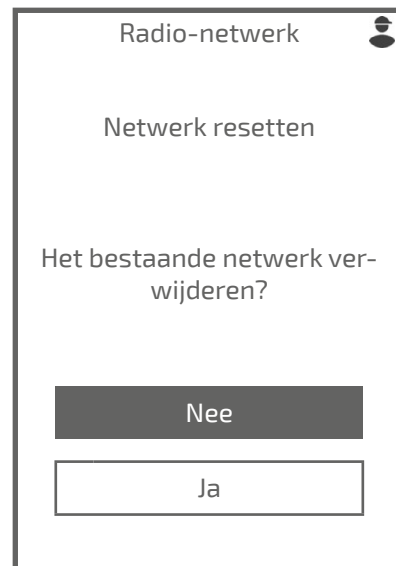 Radio-netwerk
Netwerk resetten
Het bestaande netwerk ver-
wijderen?
Nee
Ja